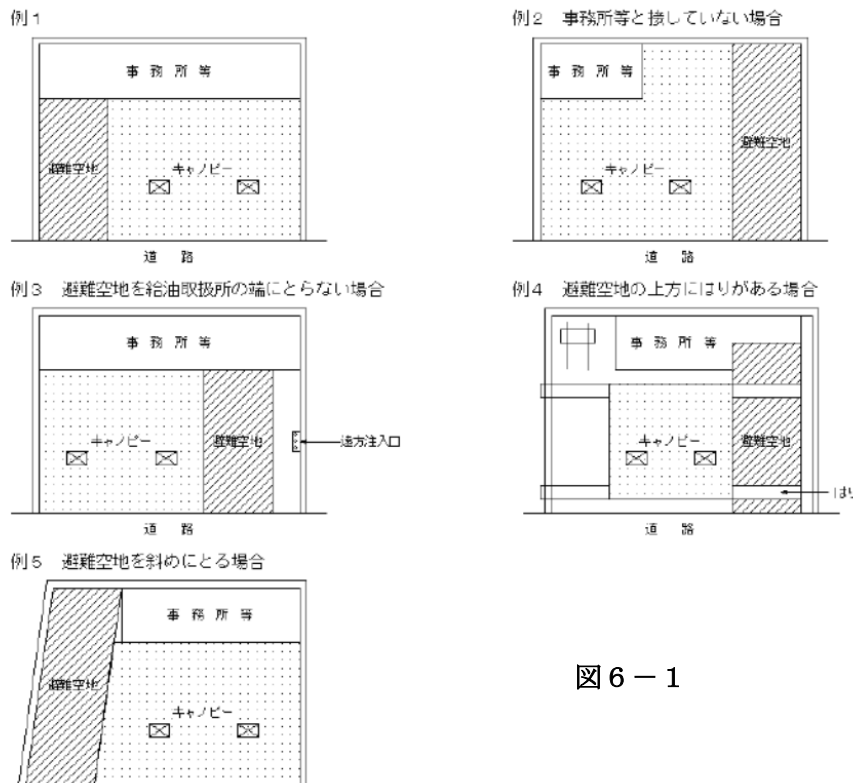 例1
事務所等
避難空地
キャノピー
道路
例2 事務所等と接していない場合
事務所等
避難空地
キャノピー
道路
例3 避難空地を給油取扱所の端にとらない場合
事務所等
キャノピー
避難空地
遠方注入口
道路
例4 避難空地の上方にはりがある場合
事務所等
キャノピー
避難空地
はり
道路
例5 避難空地を斜めにとる場合
事務所等
避難空地
キャノピー
図6-1